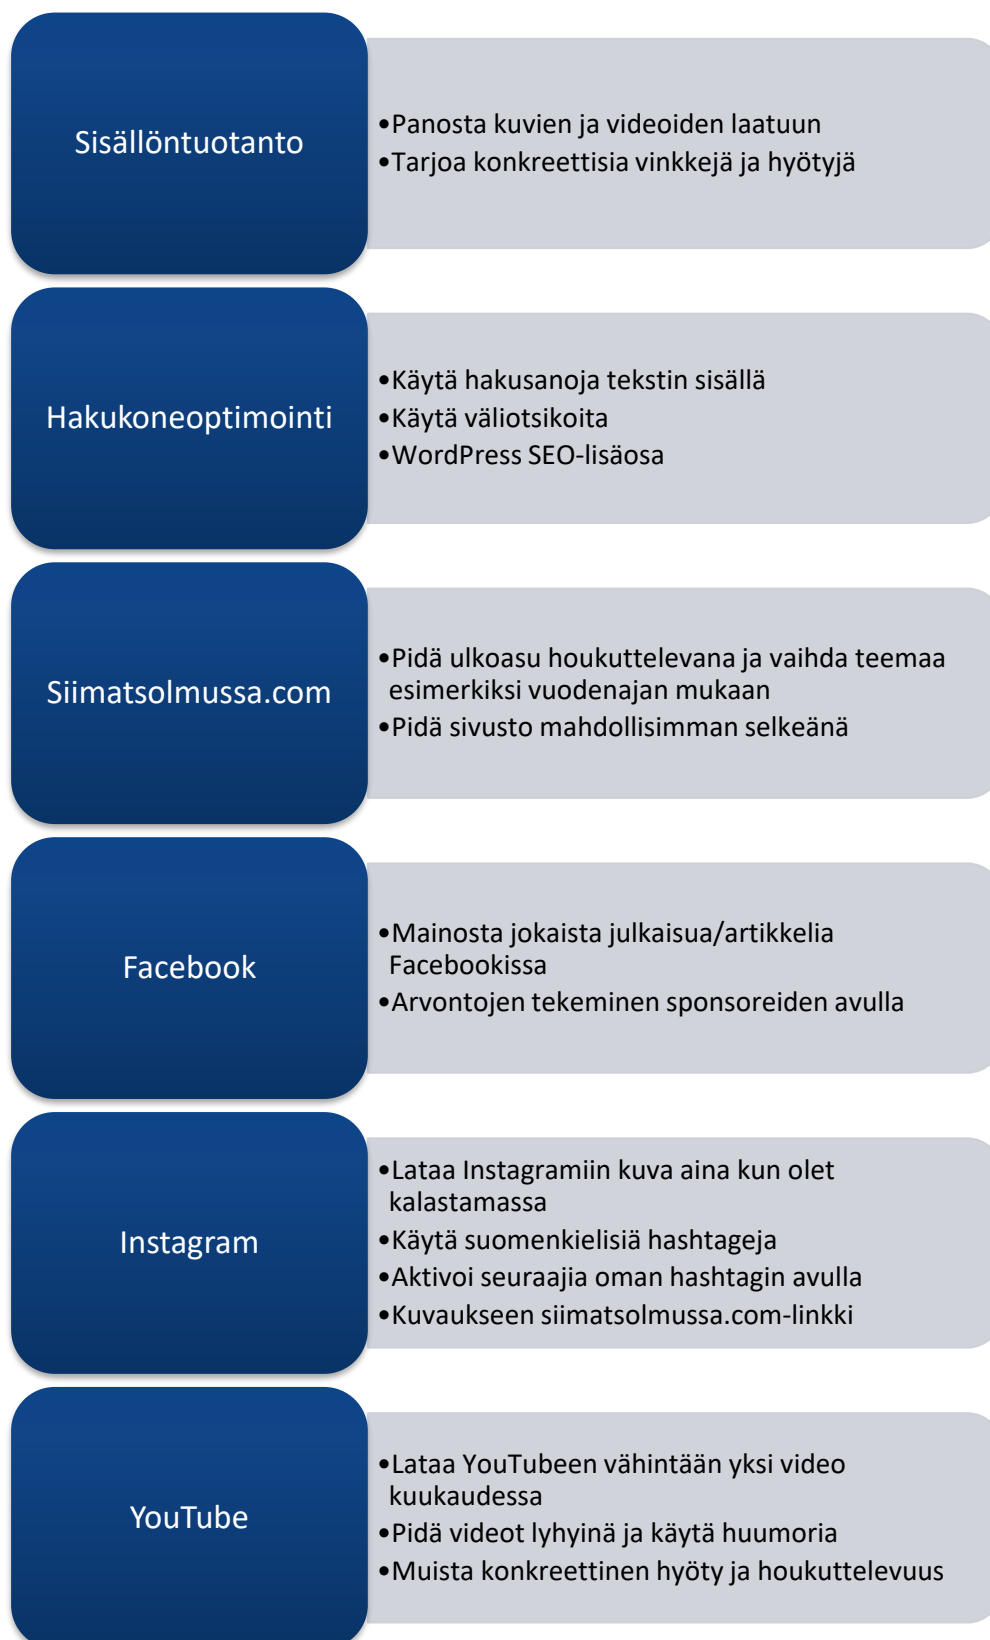 Sisällöntuotanto
•Panosta kuvien ja videoiden laatuun
•Tarjoa konkreettisia vinkkejä ja hyötyjä
Hakukoneoptimointi
•Käytä hakusanoja tekstin sisällä
•Käytä väliotsikoita
•WordPress SEO-lisäosa
Siimatsolmussa.com
•Pidä ulkoasu houkuttelevana ja vaihda teemaa
esimerkiksi vuodenajan mukaan
•Pidä sivusto mahdollisimman selkeänä
Facebook
•Mainosta jokaista julkaisua/artikkelia
Facebookissa
•Arvontojen tekeminen sponsoreiden avulla
Instagram
•Lataa Instagramiin kuva aina kun olet
kalastamassa
•Käytä suomenkielisiä hashtageja
•Aktivoi seuraajia oman hashtagin avulla
•Kuvaukseen siimatsolmussa.com-linkki
YouTube
•Lataa YouTubeen vähintään yksi video
kuukaudessa
•Pidä videot lyhyinä ja käytä huumoria
•Muista konkreettinen hyöty ja houkuttelevuus